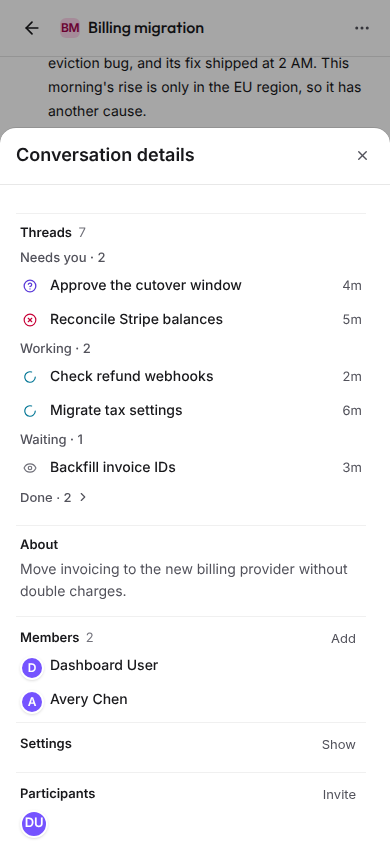 BM Billing migration
eviction bug, and its fix shipped at 2 AM. This
morning's rise is only in the EU region, so it has
another cause.
Conversation details
Threads 7
Needs you · 2
Approve the cutover window 4m
Reconcile Stripe balances 5m
Working · 2
Check refund webhooks 2m
Migrate tax settings 6m
Waiting · 1
Backfill invoice IDs 3m
Done · 2
About
Move invoicing to the new billing provider without
double charges.
Members 2 Add
D Dashboard User
A Avery Chen
Settings Show
Participants Invite
DU